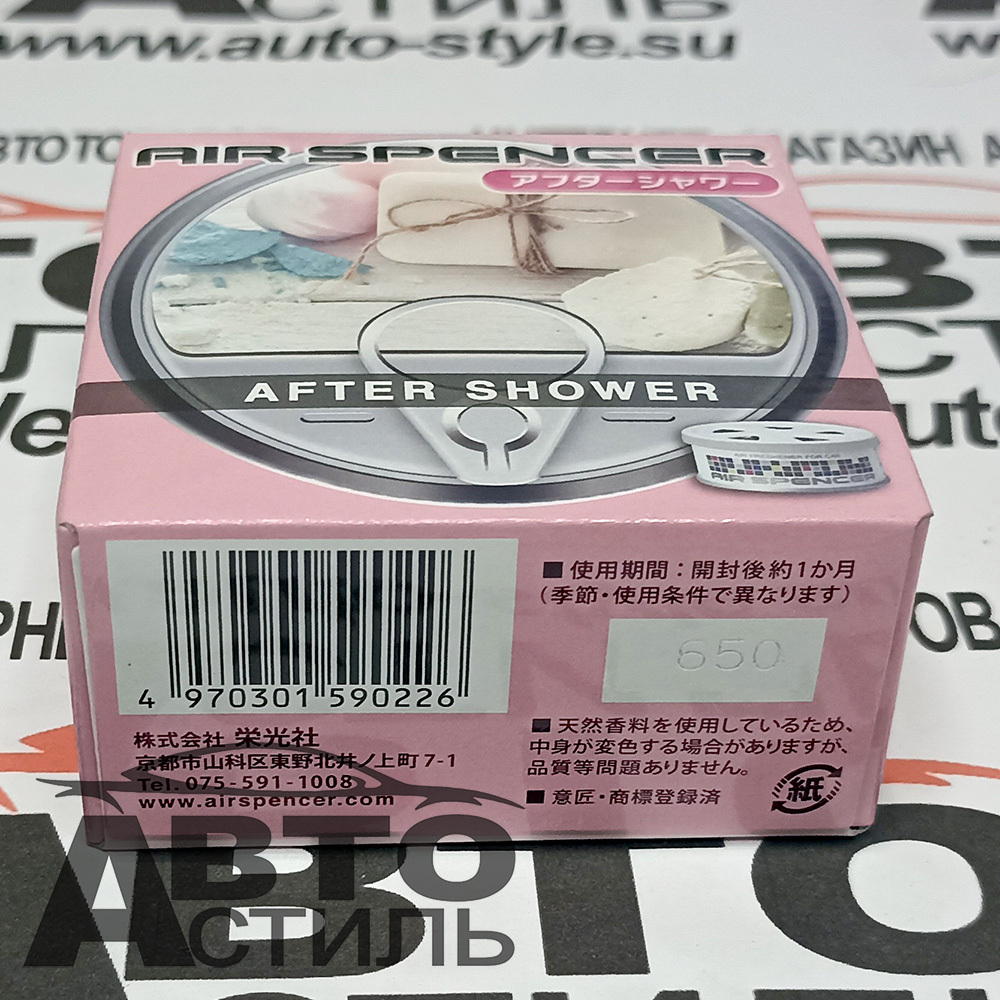 СТИЛЬ
www.auto-style.su
АГАЗИН А
AIR SPENCER
アフターシャワー
AFTER SHOWER
AIR FRESHENER FOR CAR
AIR SPENCER
4 970301 590226
株式会社 栄光社
京都市山科区東野北井ノ上町7-1
Tel. 075-591-1008
www.airspencer.com
■使用期間：開封後約1か月
(季節・使用条件で異なります)
650
■天然香料を使用しているため、
中身が変色する場合がありますが、
品質等問題ありません。
■意匠・商標登録済
紙
АВТО
СТИЛЬ